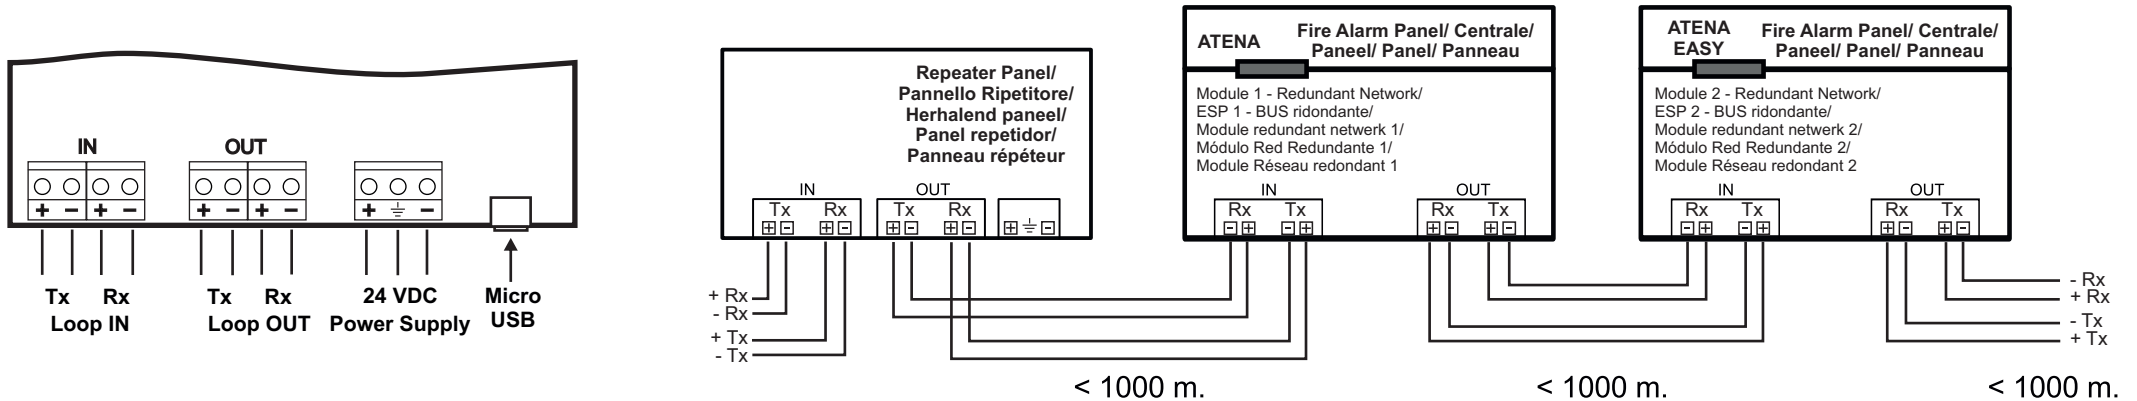 IN
OUT
+ − + −
+ − + −
+ ⏚ −
Tx Rx
Loop IN
Tx Rx
Loop OUT
24 VDC
Power Supply
Micro
USB
Repeater Panel/
Pannello Ripetitore/
Herhalend paneel/
Panel repetidor/
Panneau répéteur
IN
OUT
Tx Rx
Tx Rx
+ - + -
+ - + -
+ ⏚ -
+ Rx
- Rx
+ Tx
- Tx
ATENA
Fire Alarm Panel/ Centrale/
Paneel/ Panel/ Panneau
Module 1 - Redundant Network/
ESP 1 - BUS ridondante/
Module redundant netwerk 1/
Módulo Red Redundante 1/
Module Réseau redondant 1
IN
OUT
Rx Tx
Rx Tx
- + - +
+ - + -
ATENA
EASY
Fire Alarm Panel/ Centrale/
Paneel/ Panel/ Panneau
Module 2 - Redundant Network/
ESP 2 - BUS ridondante/
Module redundant netwerk 2/
Módulo Red Redundante 2/
Module Réseau redondant 2
IN
OUT
Rx Tx
Rx Tx
- + - +
+ - + -
- Rx
+ Rx
- Tx
+ Tx
< 1000 m.
< 1000 m.
< 1000 m.